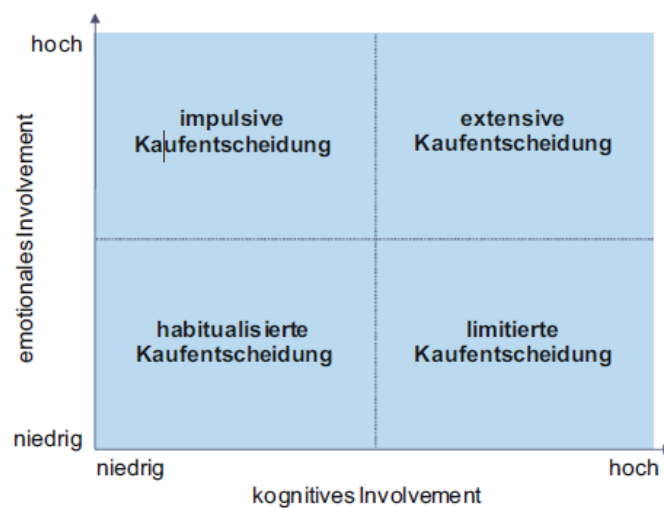 hoch
impulsive
Kaufentscheidung
extensive
Kaufentscheidung
emotionales Involvement
habitualisierte
Kaufentscheidung
limitierte
Kaufentscheidung
niedrig
niedrig
hoch
kognitives Involvement